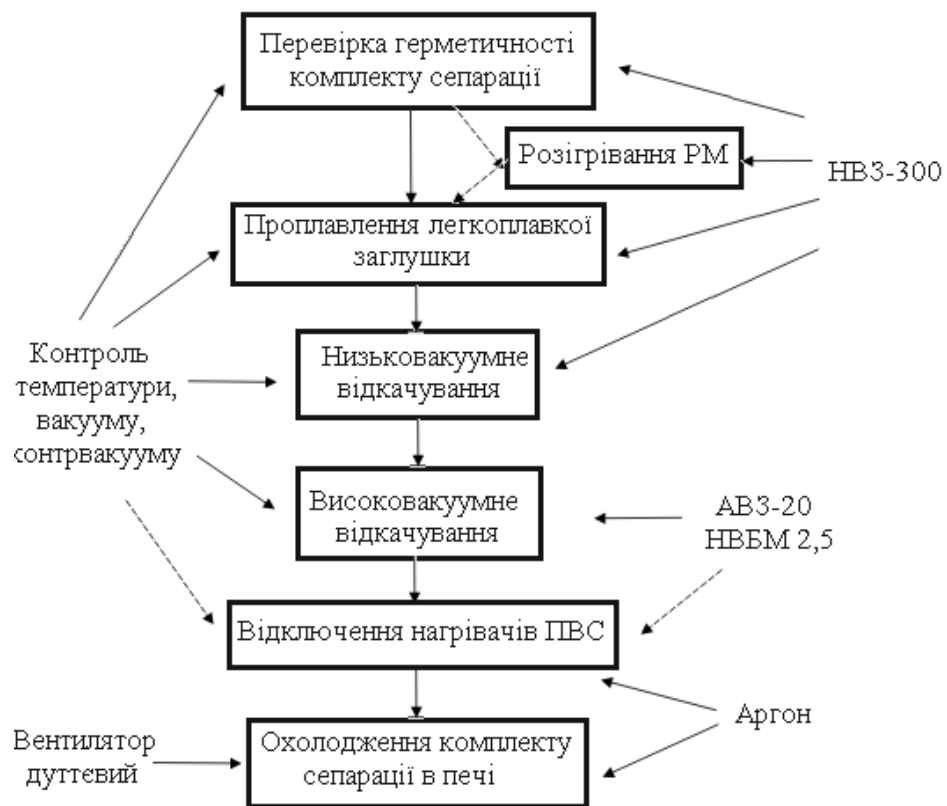 Перевірка герметичності
комплекту сепарації
Розігрівання РМ
НВЗ-300
Проплавлення легкоплавкої
заглушки
Контроль
температури,
вакууму,
контрвакууму
Низьковакуумне
відкачування
Високовакуумне
відкачування
АВЗ-20
НВБМ 2,5
Відключення нагрівачів ПВС
Аргон
Вентилятор
дуттєвий
Охолодження комплекту
сепарації в печі